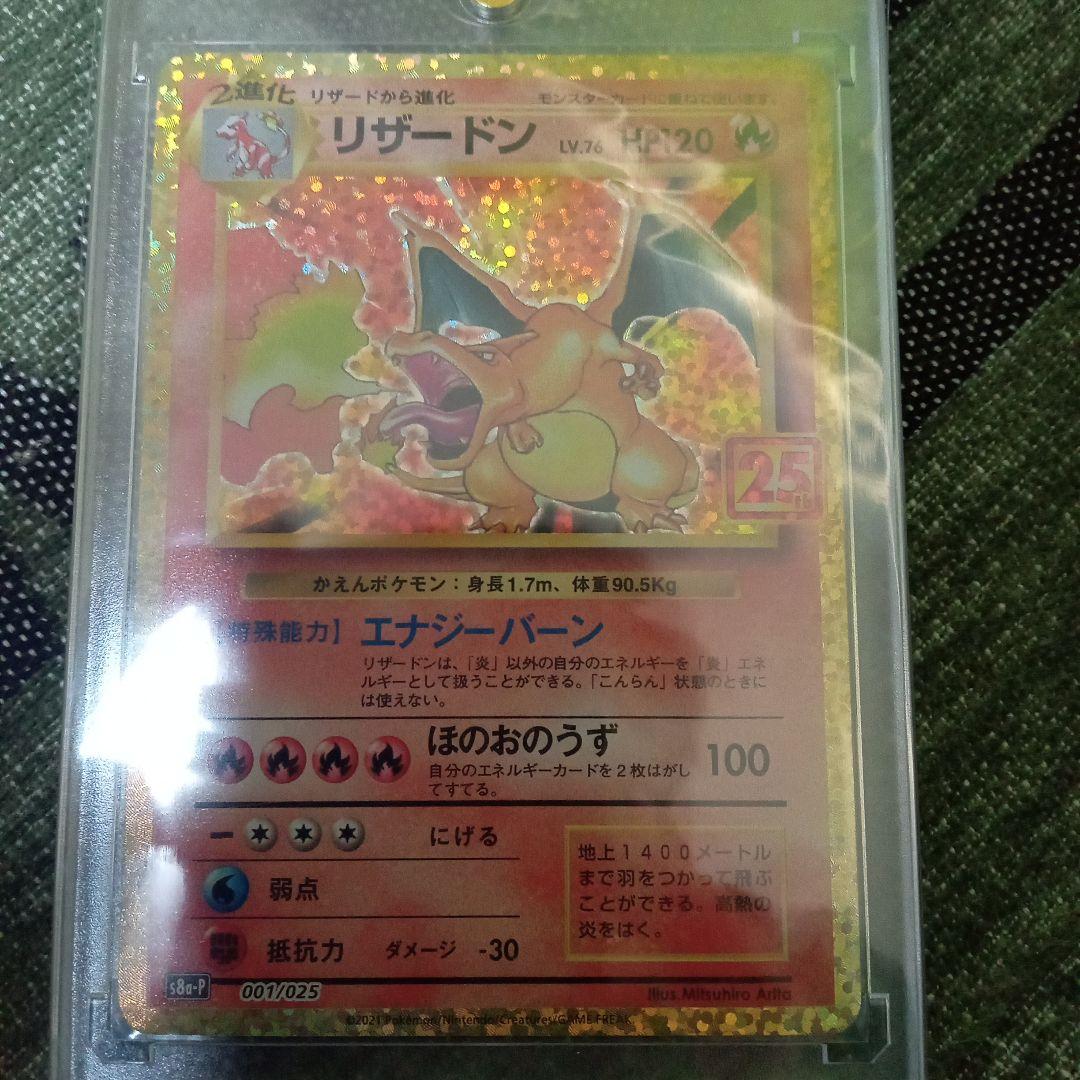 2進化 リザードから進化 モンスターカードに重ねて使います。
リザードン LV.76 HP120
25th
かえんポケモン：身長1.7m、体重90.5Kg
特殊能力】 エナジーバーン
リザードンは、「炎」以外の自分のエネルギーを「炎」エネ
ルギーとして扱うことができる。「こんらん」状態のときに
は使えない。
ほのおのうず 100
自分のエネルギーカードを2枚はがし
てすてる。
ー にげる
弱点
抵抗力 ダメージ -30
地上1400メートル
まで羽をつかって飛ぶ
ことができる。高熱の
炎をはく。
s8a-P 001/025
Illus. Mitsuhiro Arita
©2021 Pokémon/Nintendo/Creatures/GAME FREAK